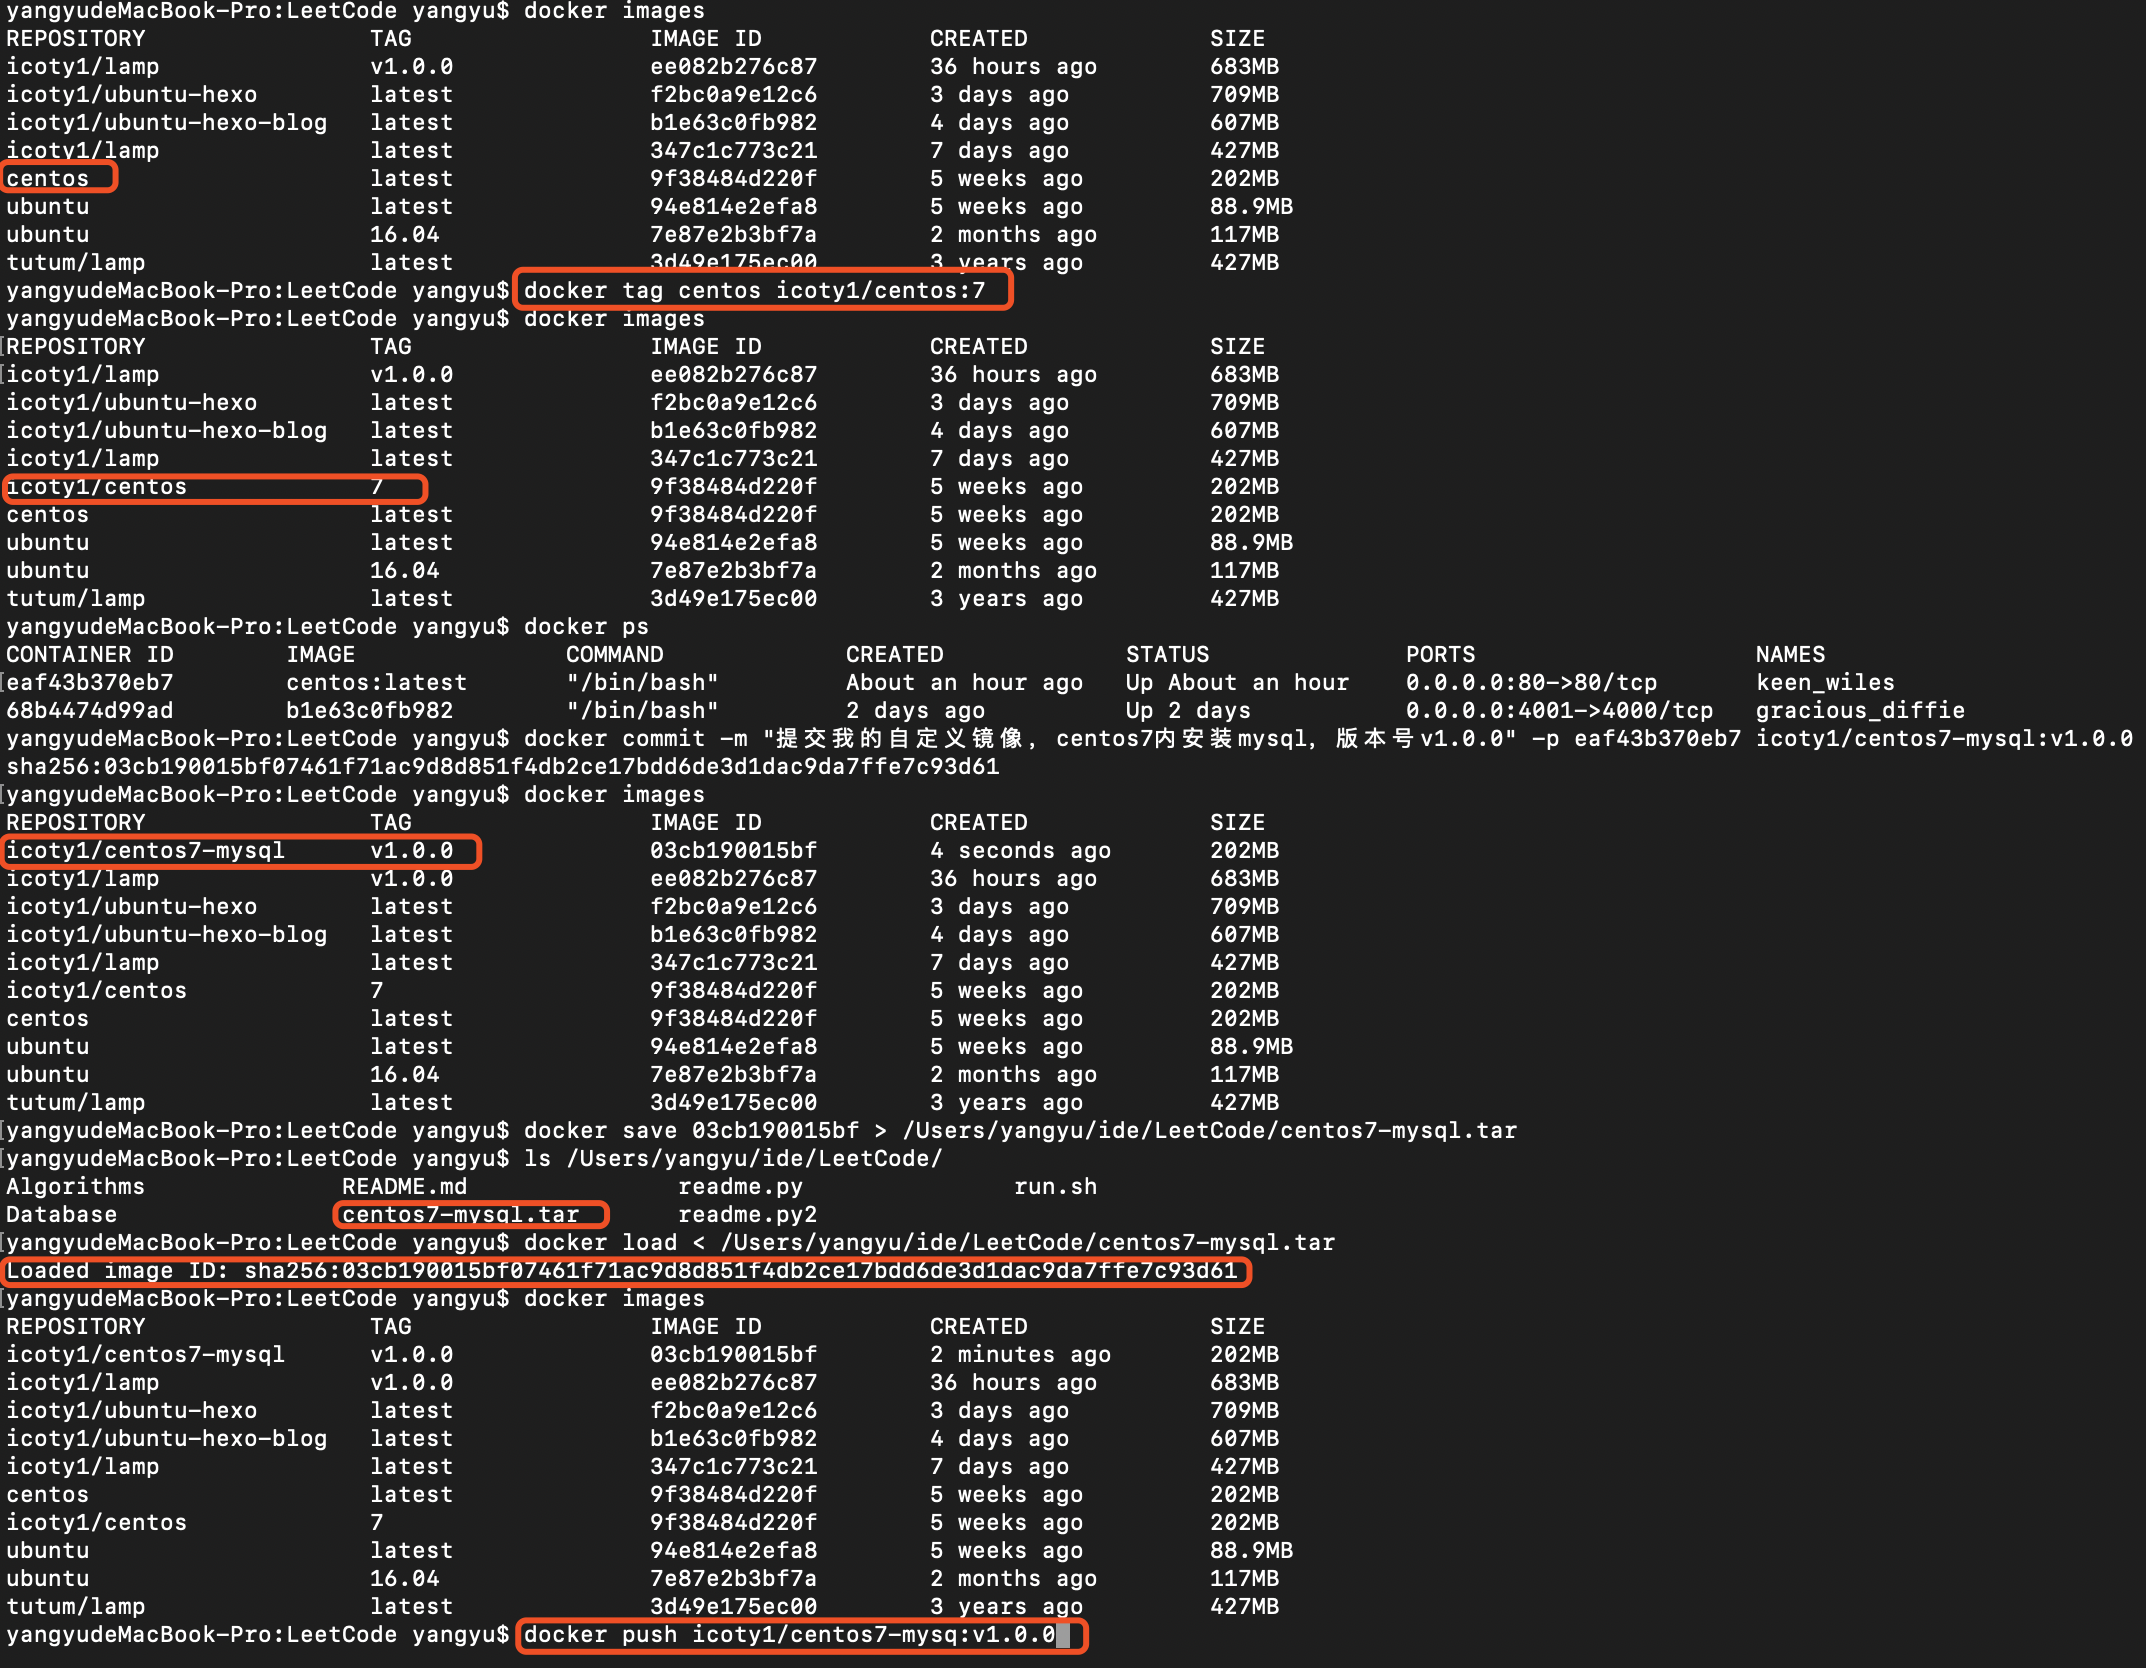 yangyudeMacBook-Pro:LeetCode yangyu$ docker images
REPOSITORY TAG IMAGE ID CREATED SIZE
icoty1/lamp v1.0.0 ee082b276c87 36 hours ago 683MB
icoty1/ubuntu-hexo latest f2bc0a9e12c6 3 days ago 709MB
icoty1/ubuntu-hexo-blog latest b1e63c0fb982 4 days ago 607MB
icoty1/lamp latest 347c1c773c21 7 days ago 427MB
centos latest 9f38484d220f 5 weeks ago 202MB
ubuntu latest 94e814e2efa8 5 weeks ago 88.9MB
ubuntu 16.04 7e87e2b3bf7a 2 months ago 117MB
tutum/lamp latest 3d49e175ec00 3 years ago 427MB
yangyudeMacBook-Pro:LeetCode yangyu$ docker tag centos icoty1/centos:7
yangyudeMacBook-Pro:LeetCode yangyu$ docker images
REPOSITORY TAG IMAGE ID CREATED SIZE
icoty1/lamp v1.0.0 ee082b276c87 36 hours ago 683MB
icoty1/ubuntu-hexo latest f2bc0a9e12c6 3 days ago 709MB
icoty1/ubuntu-hexo-blog latest b1e63c0fb982 4 days ago 607MB
icoty1/lamp latest 347c1c773c21 7 days ago 427MB
icoty1/centos 7 9f38484d220f 5 weeks ago 202MB
centos latest 9f38484d220f 5 weeks ago 202MB
ubuntu latest 94e814e2efa8 5 weeks ago 88.9MB
ubuntu 16.04 7e87e2b3bf7a 2 months ago 117MB
tutum/lamp latest 3d49e175ec00 3 years ago 427MB
yangyudeMacBook-Pro:LeetCode yangyu$ docker ps
CONTAINER ID IMAGE COMMAND CREATED STATUS PORTS NAMES
eaf43b370eb7 centos:latest "/bin/bash" About an hour ago Up About an hour 0.0.0.0:80->80/tcp keen_wiles
68b4474d99ad b1e63c0fb982 "/bin/bash" 2 days ago Up 2 days 0.0.0.0:4001->4000/tcp gracious_diffie
yangyudeMacBook-Pro:LeetCode yangyu$ docker commit -m "提交我的自定义镜像, centos7内安装mysql, 版本号v1.0.0" -p eaf43b370eb7 icoty1/centos7-mysql:v1.0.0
sha256:03cb190015bf07461f71ac9d8d851f4db2ce17bdd6de3d1dac9da7ffe7c93d61
yangyudeMacBook-Pro:LeetCode yangyu$ docker images
REPOSITORY TAG IMAGE ID CREATED SIZE
icoty1/centos7-mysql v1.0.0 03cb190015bf 4 seconds ago 202MB
icoty1/lamp v1.0.0 ee082b276c87 36 hours ago 683MB
icoty1/ubuntu-hexo latest f2bc0a9e12c6 3 days ago 709MB
icoty1/ubuntu-hexo-blog latest b1e63c0fb982 4 days ago 607MB
icoty1/lamp latest 347c1c773c21 7 days ago 427MB
icoty1/centos 7 9f38484d220f 5 weeks ago 202MB
centos latest 9f38484d220f 5 weeks ago 202MB
ubuntu latest 94e814e2efa8 5 weeks ago 88.9MB
ubuntu 16.04 7e87e2b3bf7a 2 months ago 117MB
tutum/lamp latest 3d49e175ec00 3 years ago 427MB
yangyudeMacBook-Pro:LeetCode yangyu$ docker save 03cb190015bf > /Users/yangyu/ide/LeetCode/centos7-mysql.tar
yangyudeMacBook-Pro:LeetCode yangyu$ ls /Users/yangyu/ide/LeetCode/
Algorithms README.md readme.py run.sh
Database centos7-mysql.tar readme.py2
yangyudeMacBook-Pro:LeetCode yangyu$ docker load < /Users/yangyu/ide/LeetCode/centos7-mysql.tar
Loaded image ID: sha256:03cb190015bf07461f71ac9d8d851f4db2ce17bdd6de3d1dac9da7ffe7c93d61
yangyudeMacBook-Pro:LeetCode yangyu$ docker images
REPOSITORY TAG IMAGE ID CREATED SIZE
icoty1/centos7-mysql v1.0.0 03cb190015bf 2 minutes ago 202MB
icoty1/lamp v1.0.0 ee082b276c87 36 hours ago 683MB
icoty1/ubuntu-hexo latest f2bc0a9e12c6 3 days ago 709MB
icoty1/ubuntu-hexo-blog latest b1e63c0fb982 4 days ago 607MB
icoty1/lamp latest 347c1c773c21 7 days ago 427MB
centos latest 9f38484d220f 5 weeks ago 202MB
icoty1/centos 7 9f38484d220f 5 weeks ago 202MB
ubuntu latest 94e814e2efa8 5 weeks ago 88.9MB
ubuntu 16.04 7e87e2b3bf7a 2 months ago 117MB
tutum/lamp latest 3d49e175ec00 3 years ago 427MB
yangyudeMacBook-Pro:LeetCode yangyu$ docker push icoty1/centos7-mysq:v1.0.0